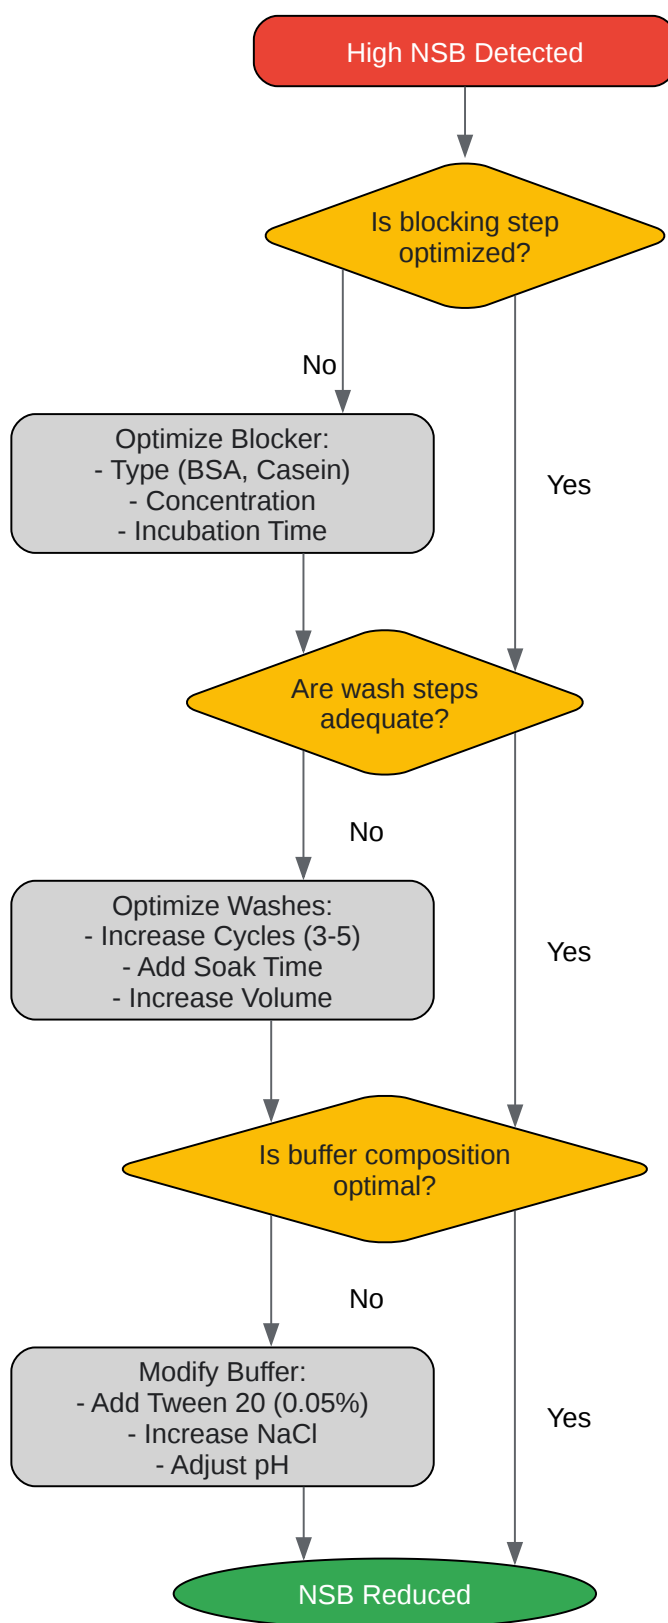 High NSB Detected
Is blocking step
optimized?
No
Optimize Blocker:
- Type (BSA, Casein)
- Concentration
- Incubation Time
Yes
Are wash steps
adequate?
No
Optimize Washes:
- Increase Cycles (3-5)
- Add Soak Time
- Increase Volume
Yes
Is buffer composition
optimal?
No
Modify Buffer:
- Add Tween 20 (0.05%)
- Increase NaCl
- Adjust pH
Yes
NSB Reduced